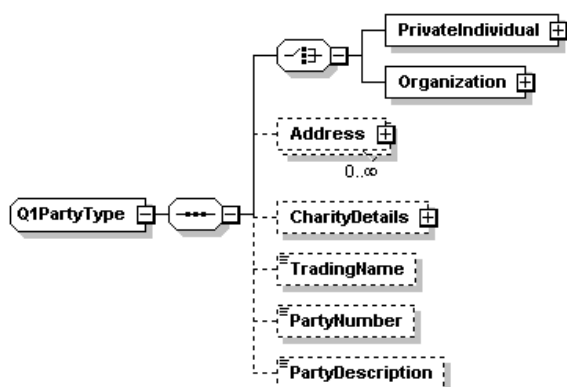 PrivateIndividual
Organization
Address
0..∞
Q1PartyType
CharityDetails
TradingName
PartyNumber
PartyDescription